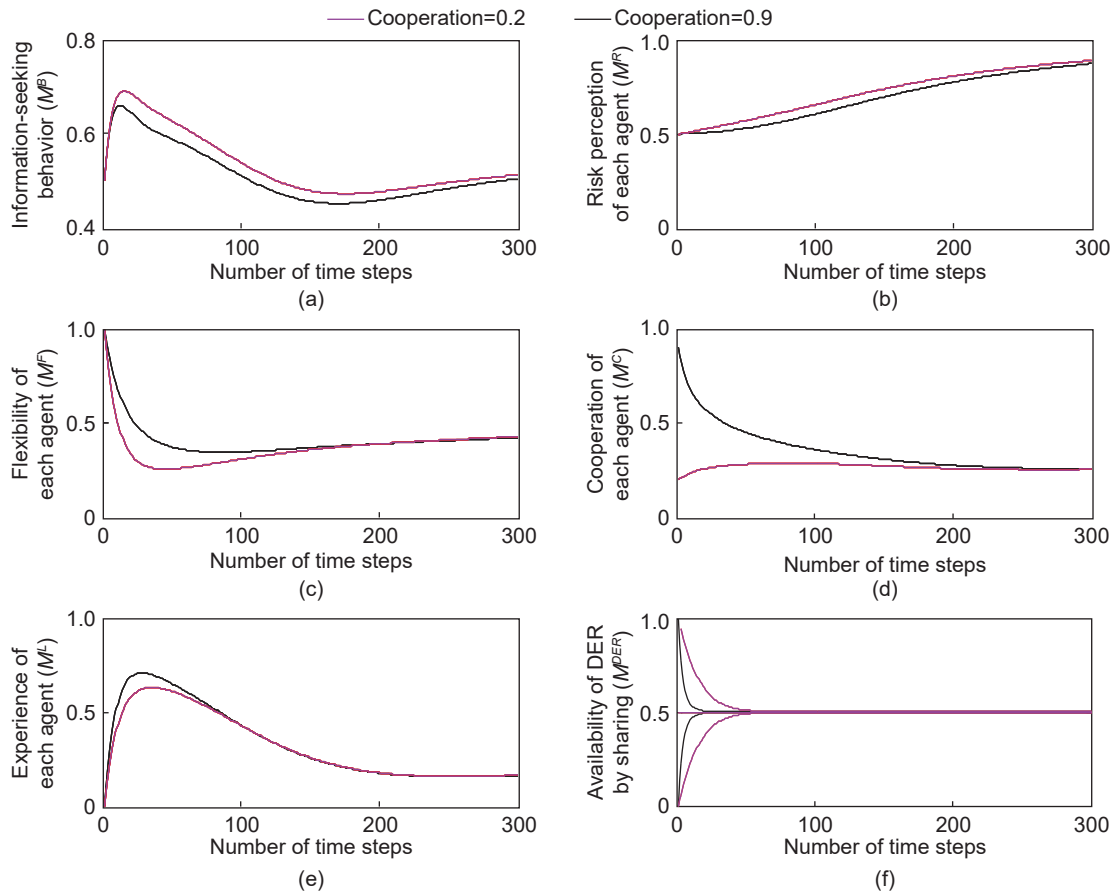 Cooperation=0.2 Cooperation=0.9
Information-seeking
behavior (M^B)
0.8
0.6
0.4
0 100 200 300
Number of time steps
(a)
Risk perception
of each agent (M^R)
1.0
0.5
0
0 100 200 300
Number of time steps
(b)
Flexibility of
each agent (M^F)
1.0
0.5
0
0 100 200 300
Number of time steps
(c)
Cooperation of
each agent (M^C)
1.0
0.5
0
0 100 200 300
Number of time steps
(d)
Experience of
each agent (M^L)
1.0
0.5
0
0 100 200 300
Number of time steps
(e)
Availability of DER
by sharing (M^DER)
1.0
0.5
0
0 100 200 300
Number of time steps
(f)